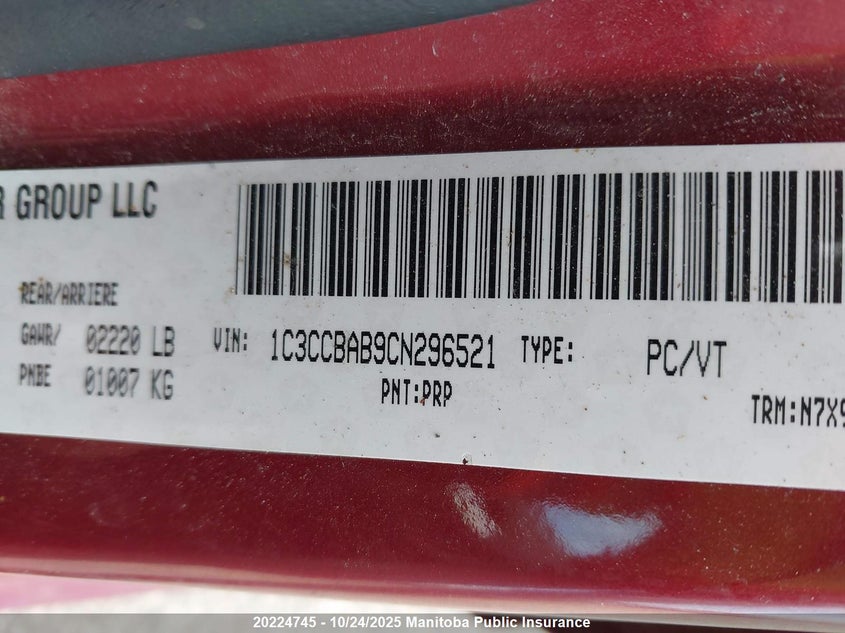 R GROUP LLC
REAR/ARRIERE
GAWR/ 02220 LB
PNBE 01007 KG
VIN: 1C3CCBAB9CN296521 TYPE: PC/VT
PNT:PRP
TRM:N7X9
20224745 - 10/24/2025 Manitoba Public Insurance